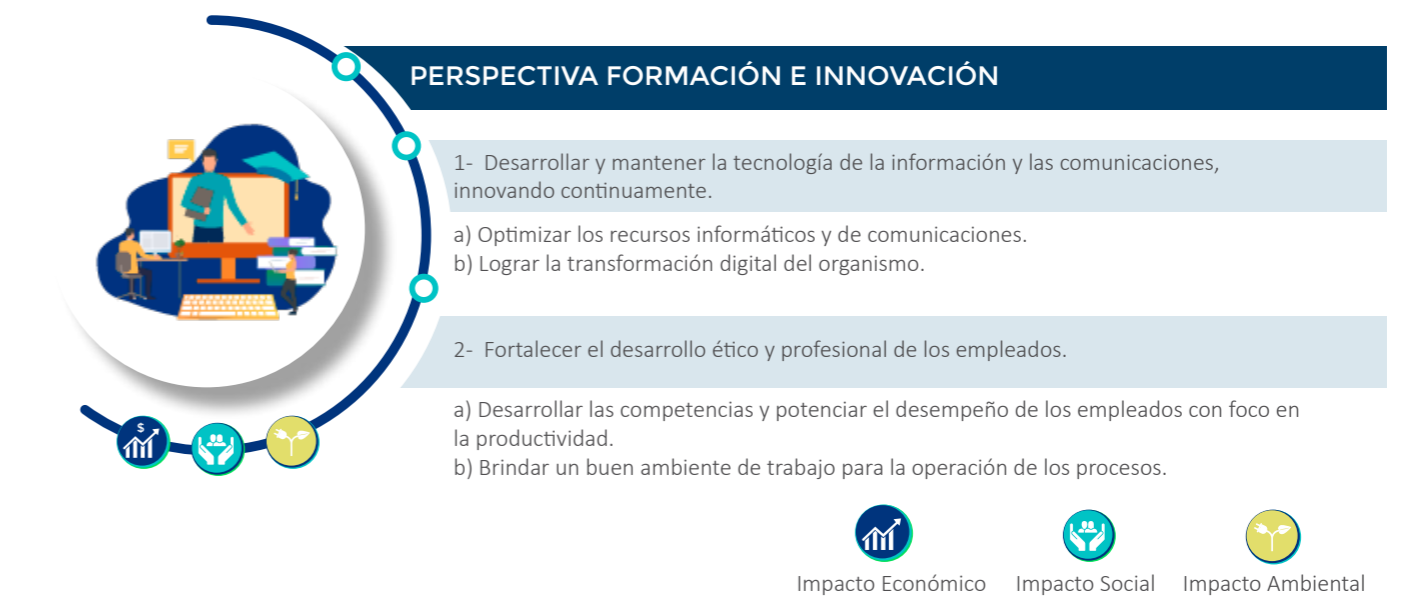 PERSPECTIVA FORMACIÓN E INNOVACIÓN
1- Desarrollar y mantener la tecnología de la información y las comunicaciones,
innovando continuamente.
a) Optimizar los recursos informáticos y de comunicaciones.
b) Lograr la transformación digital del organismo.
2- Fortalecer el desarrollo ético y profesional de los empleados.
a) Desarrollar las competencias y potenciar el desempeño de los empleados con foco en
la productividad.
b) Brindar un buen ambiente de trabajo para la operación de los procesos.
$
Impacto Económico Impacto Social Impacto Ambiental